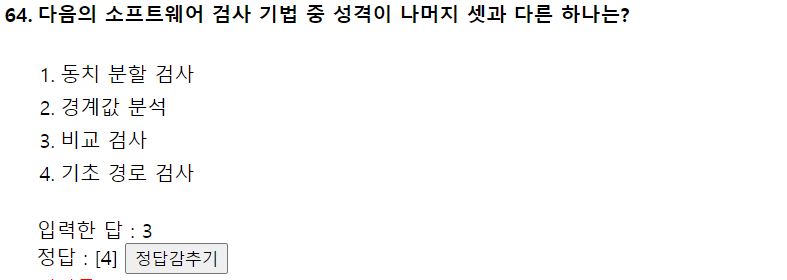 64. 다음의 소프트웨어 검사 기법 중 성격이 나머지 셋과 다른 하나는?
1. 동치 분할 검사
2. 경계값 분석
3. 비교 검사
4. 기초 경로 검사
입력한 답 : 3
정답 : [4] 정답감추기